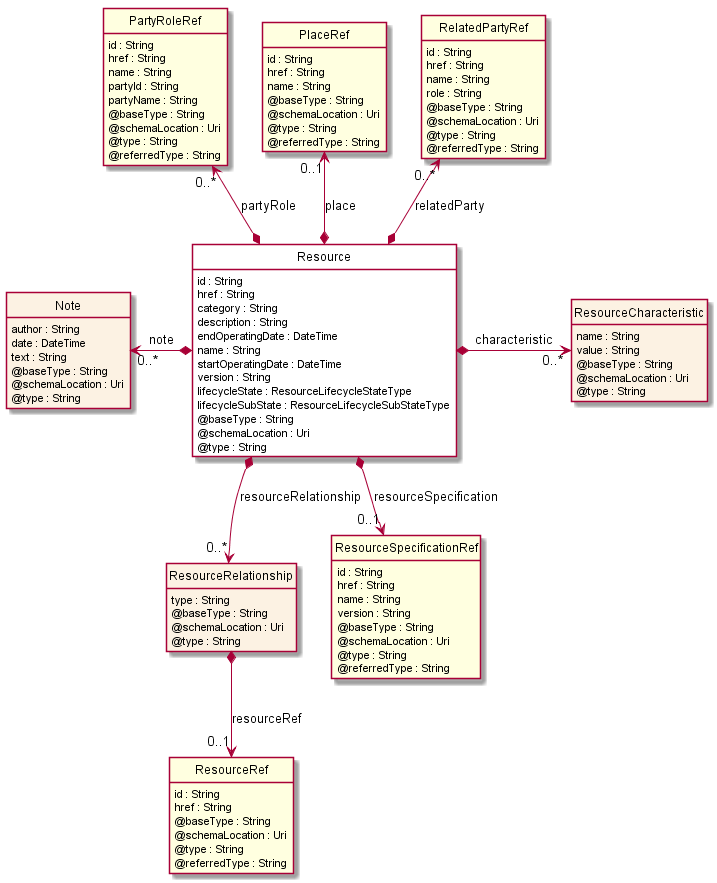 PartyRoleRef
id : String
href : String
name : String
partyId : String
partyName : String
@baseType : String
@schemaLocation : Uri
@type : String
@referredType : String
PlaceRef
id : String
href : String
name : String
@baseType : String
@schemaLocation : Uri
@type : String
@referredType : String
RelatedPartyRef
id : String
href : String
name : String
role : String
@baseType : String
@schemaLocation : Uri
@type : String
@referredType : String
0..*
partyRole
0..1
place
0..*
relatedParty
Resource
id : String
href : String
category : String
description : String
endOperatingDate : DateTime
name : String
startOperatingDate : DateTime
version : String
lifecycleState : ResourceLifecycleStateType
lifecycleSubState : ResourceLifecycleSubStateType
@baseType : String
@schemaLocation : Uri
@type : String
Note
author : String
date : DateTime
text : String
@baseType : String
@schemaLocation : Uri
@type : String
note
0..*
characteristic
0..*
ResourceCharacteristic
name : String
value : String
@baseType : String
@schemaLocation : Uri
@type : String
resourceRelationship
0..*
resourceSpecification
0..1
ResourceRelationship
type : String
@baseType : String
@schemaLocation : Uri
@type : String
ResourceSpecificationRef
id : String
href : String
name : String
version : String
@baseType : String
@schemaLocation : Uri
@type : String
@referredType : String
resourceRef
0..1
ResourceRef
id : String
href : String
@baseType : String
@schemaLocation : Uri
@type : String
@referredType : String